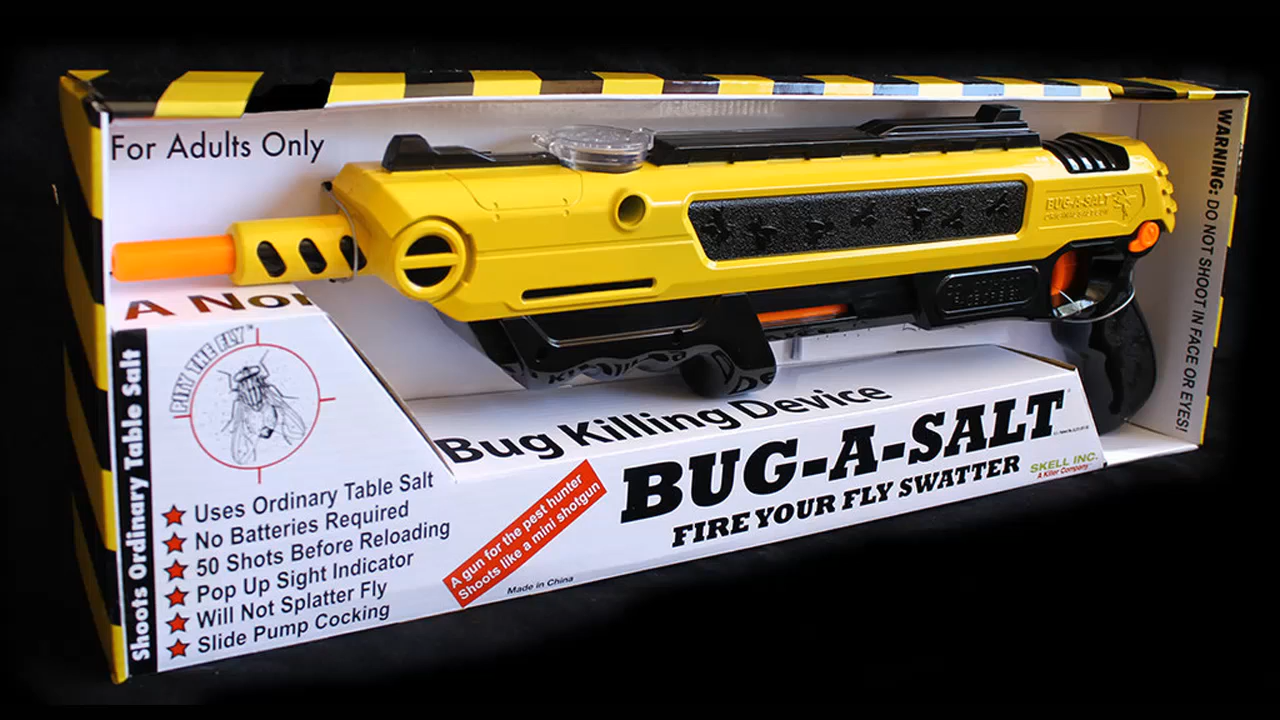 For Adults Only
WARNING: DO NOT SHOOT IN FACE OR EYES!
BUG-A-SALT
A No
PITY THE FLY™
Shoots Ordinary Table Salt
Bug Killing Device
BUG-A-SALT
FIRE YOUR FLY SWATTER
SKELL INC.
A Killer Company
Uses Ordinary Table Salt
No Batteries Required
50 Shots Before Reloading
Pop Up Sight Indicator
Will Not Splatter Fly
Slide Pump Cocking
A gun for the pest hunter
Shoots like a mini shotgun
Made in China